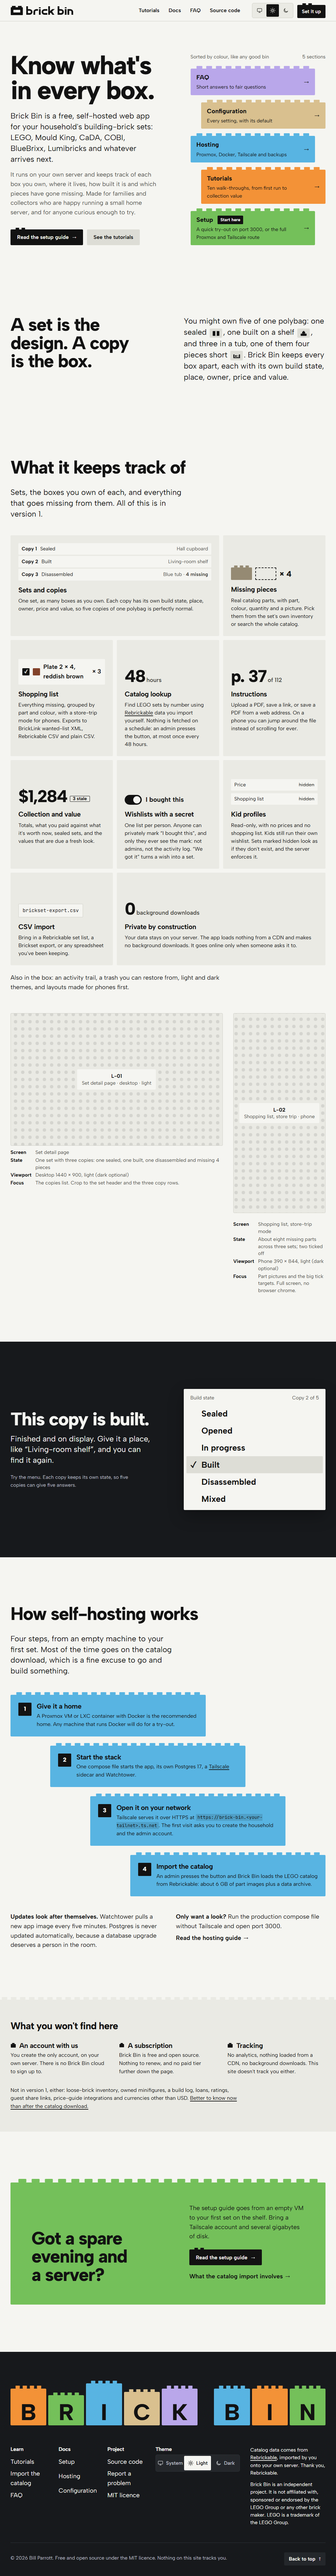 brick bin
Tutorials Docs FAQ Source code
Set it up
Know what's
in every box.
Brick Bin is a free, self-hosted web app
for your household's building-brick sets:
LEGO, Mould King, CaDA, COBI,
BlueBrixx, Lumibricks and whatever
arrives next.
It runs on your own server and keeps track of each
box you own, where it lives, how built it is and which
pieces have gone missing. Made for families and
collectors who are happy running a small home
server, and for anyone curious enough to try.
Read the setup guide →
See the tutorials
Sorted by colour, like any good bin
5 sections
FAQ
Short answers to fair questions
→
Configuration
Every setting, with its default
→
Hosting
Proxmox, Docker, Tailscale and backups
→
Tutorials
Ten walk-throughs, from first run to
collection value
→
Setup Start here
A quick try-out on port 3000, or the full
Proxmox and Tailscale route
→
A set is the
design. A copy
is the box.
You might own five of one polybag: one
sealed , one built on a shelf ,
and three in a tub, one of them four
pieces short . Brick Bin keeps every
box apart, each with its own build state,
place, owner, price and value.
What it keeps track of
Sets, the boxes you own of each, and everything
that goes missing from them. All of this is in
version 1.
Copy 1 Sealed Hall cupboard
Copy 2 Built Living-room shelf
Copy 3 Disassembled Blue tub · 4 missing
Sets and copies
One set, as many boxes as you own. Each copy has its own build state, place,
owner, price and value, so five copies of one polybag is perfectly normal.
× 4
Missing pieces
Real catalog parts, with part,
colour, quantity and a picture. Pick
them from the set's own inventory
or search the whole catalog.
Plate 2 × 4,
reddish brown
× 3
Shopping list
Everything missing, grouped by
part and colour, with a store-trip
mode for phones. Exports to
BrickLink wanted-list XML,
Rebrickable CSV and plain CSV.
48 hours
Catalog lookup
Find LEGO sets by number using
Rebrickable data you import
yourself. Nothing is fetched on
a schedule: an admin presses
the button, at most once every
48 hours.
p. 37 of 112
Instructions
Upload a PDF, save a link, or save a
PDF from a web address. On a
phone you can jump around the file
instead of scrolling for ever.
$1,284 3 stale
Collection and value
Totals, what you paid against what
it's worth now, sealed sets, and any
values that are due a fresh look.
I bought this
Wishlists with a secret
One list per person. Others can
privately mark "I bought this", and
only they ever see the mark: not
admins, not the activity log. "We
got it" turns a wish into a set.
Price hidden
Shopping list hidden
Kid profiles
Read-only, with no prices and no
shopping list. Kids still run their own
wishlist. Sets marked hidden look as
if they don't exist, and the server
enforces it.
brickset-export.csv
CSV import
Bring in a Rebrickable set list, a
Brickset export, or any spreadsheet
you've been keeping.
0 background downloads
Private by construction
Your data stays on your server. The app loads nothing from a CDN and makes
no background downloads. It goes online only when someone asks it to.
Also in the box: an activity trail, a trash you can restore from, light and dark
themes, and layouts made for phones first.
L-01
Set detail page · desktop · light
Screen Set detail page
State One set with three copies: one sealed, one built, one disassembled and missing 4
pieces
Viewport Desktop 1440 × 900, light (dark optional)
Focus The copies list. Crop to the set header and the three copy rows.
L-02
Shopping list, store trip · phone
Screen Shopping list, store-trip
mode
State About eight missing parts
across three sets; two ticked
off
Viewport Phone 390 × 844, light (dark
optional)
Focus Part pictures and the big tick
targets. Full screen, no
browser chrome.
This copy is built.
Finished and on display. Give it a place,
like "Living-room shelf", and you can
find it again.
Try the menu. Each copy keeps its own state, so five
copies can give five answers.
Build state Copy 2 of 5
Sealed
Opened
In progress
✓ Built
Disassembled
Mixed
How self-hosting works
Four steps, from an empty machine to your
first set. Most of the time goes on the catalog
download, which is a fine excuse to go and
build something.
1
Give it a home
A Proxmox VM or LXC container with Docker is the recommended
home. Any machine that runs Docker will do for a try-out.
2
Start the stack
One compose file starts the app, its own Postgres 17, a Tailscale
sidecar and Watchtower.
3
Open it on your network
Tailscale serves it over HTTPS at https://brick-bin.<your-
tailnet>.ts.net. The first visit asks you to create the household
and the admin account.
4
Import the catalog
An admin presses the button and Brick Bin loads the LEGO catalog
from Rebrickable: about 6 GB of part images plus a data archive.
Updates look after themselves. Watchtower pulls a
new app image every five minutes. Postgres is never
updated automatically, because a database upgrade
deserves a person in the room.
Only want a look? Run the production compose file
without Tailscale and open port 3000.
Read the hosting guide →
What you won't find here
An account with us
You create the only account, on your
own server. There is no Brick Bin cloud
to sign up to.
A subscription
Brick Bin is free and open source.
Nothing to renew, and no paid tier
further down the page.
Tracking
No analytics, nothing loaded from a
CDN, no background downloads. This
site doesn't track you either.
Not in version 1, either: loose-brick inventory, owned minifigures, a build log, loans, ratings,
guest share links, price-guide integrations and currencies other than USD. Better to know now
than after the catalog download.
Got a spare
evening and
a server?
The setup guide goes from an empty VM
to your first set on the shelf. Bring a
Tailscale account and several gigabytes
of disk.
Read the setup guide →
What the catalog import involves →
BRICK BIN
Learn
Tutorials
Import the
catalog
FAQ
Docs
Setup
Hosting
Configuration
Project
Source code
Report a
problem
MIT licence
Theme
System Light Dark
Catalog data comes from
Rebrickable, imported by you
onto your own server. Thank you,
Rebrickable.
Brick Bin is an independent
project. It is not affiliated with,
sponsored or endorsed by the
LEGO Group or any other brick
maker. LEGO is a trademark of
the LEGO Group.
© 2026 Bill Parrott. Free and open source under the MIT licence. Nothing on this site tracks you.
Back to top ↑